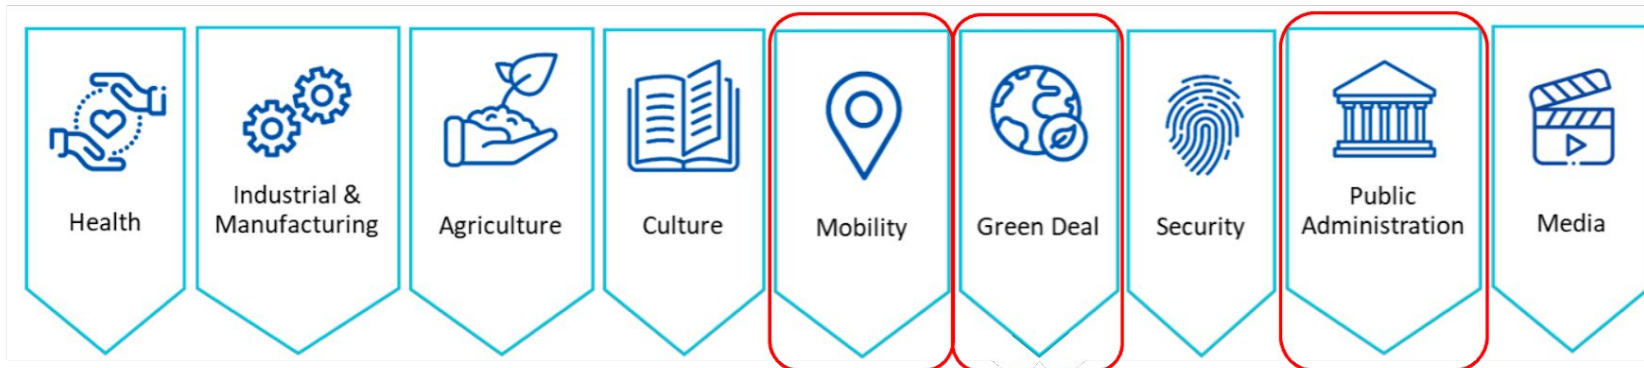 Health
Industrial &
Manufacturing
Agriculture
Culture
Mobility
Green Deal
Security
Public
Administration
Media